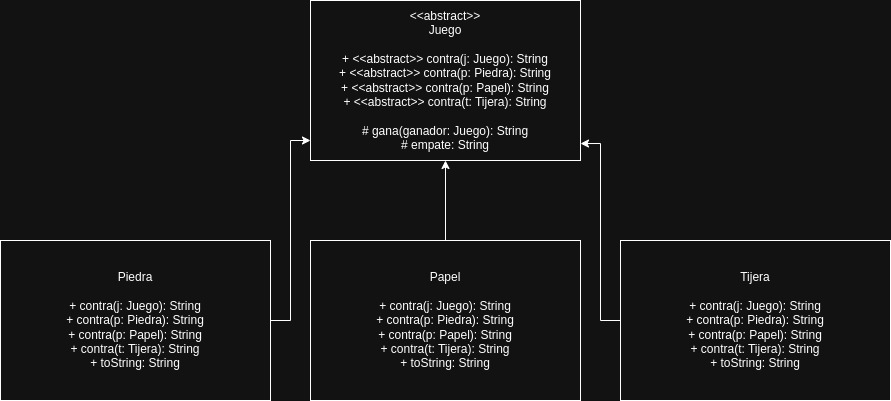 <<abstract>>
Juego
+ <<abstract>> contra(j: Juego): String
+ <<abstract>> contra(p: Piedra): String
+ <<abstract>> contra(p: Papel): String
+ <<abstract>> contra(t: Tijera): String
# gana(ganador: Juego): String
# empate: String
Piedra
+ contra(j: Juego): String
+ contra(p: Piedra): String
+ contra(p: Papel): String
+ contra(t: Tijera): String
+ toString: String
Papel
+ contra(j: Juego): String
+ contra(p: Piedra): String
+ contra(p: Papel): String
+ contra(t: Tijera): String
+ toString: String
Tijera
+ contra(j: Juego): String
+ contra(p: Piedra): String
+ contra(p: Papel): String
+ contra(t: Tijera): String
+ toString: String